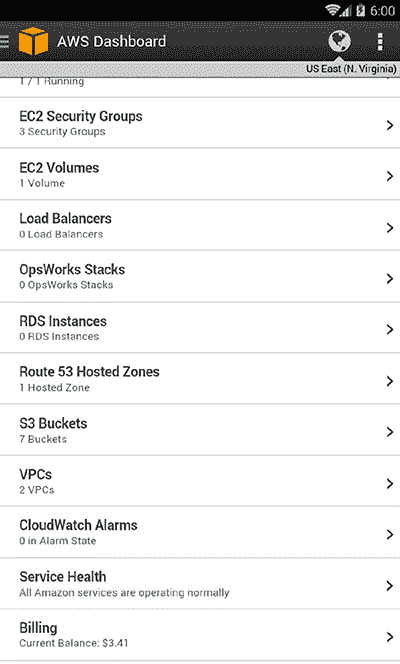 6:00
AWS Dashboard
US East (N. Virginia)
1 / 1 Running
EC2 Security Groups
3 Security Groups
EC2 Volumes
1 Volume
Load Balancers
0 Load Balancers
OpsWorks Stacks
0 OpsWorks Stacks
RDS Instances
0 RDS Instances
Route 53 Hosted Zones
1 Hosted Zone
S3 Buckets
7 Buckets
VPCs
2 VPCs
CloudWatch Alarms
0 in Alarm State
Service Health
All Amazon services are operating normally
Billing
Current Balance: $3.41